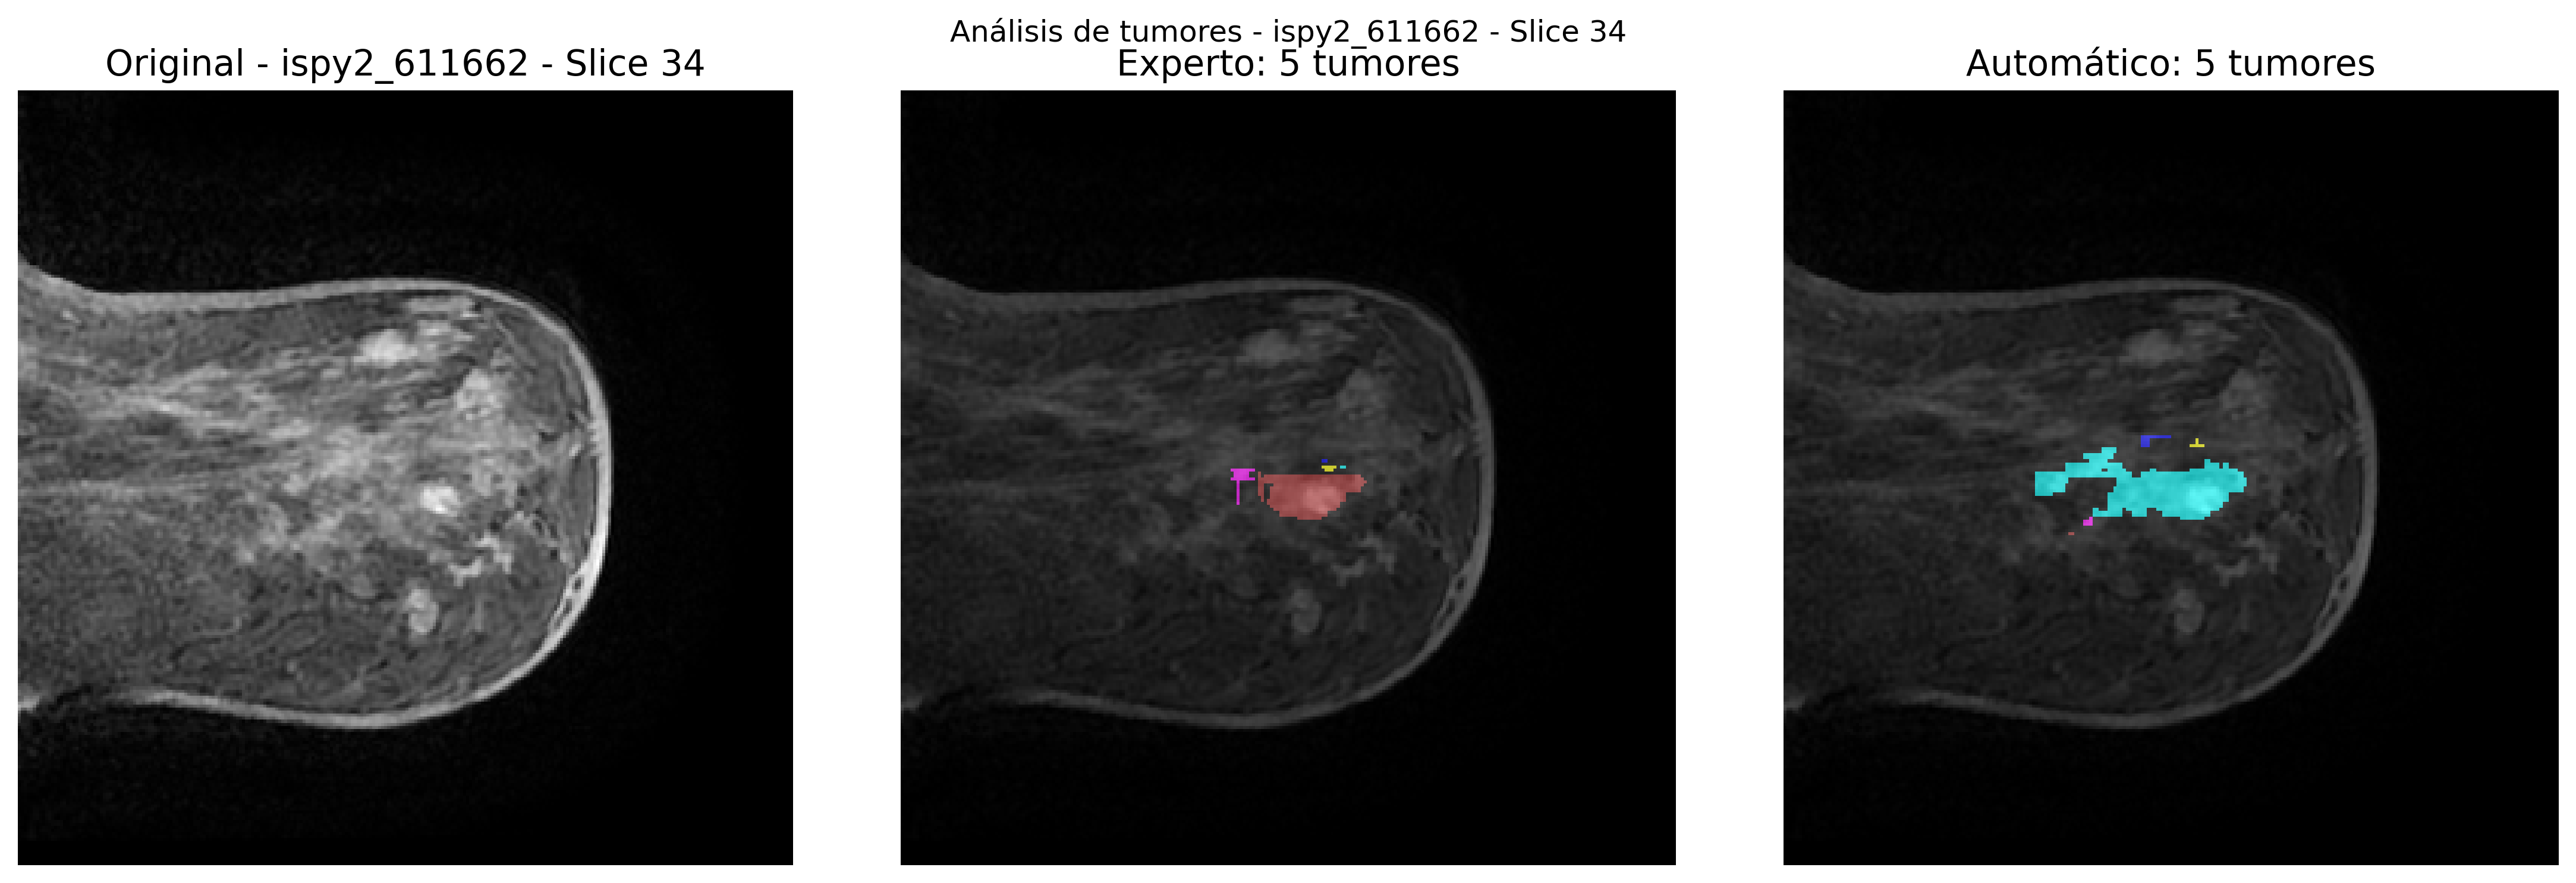 Análisis de tumores - ispy2_611662 - Slice 34
Original - ispy2_611662 - Slice 34
Experto: 5 tumores
Automático: 5 tumores